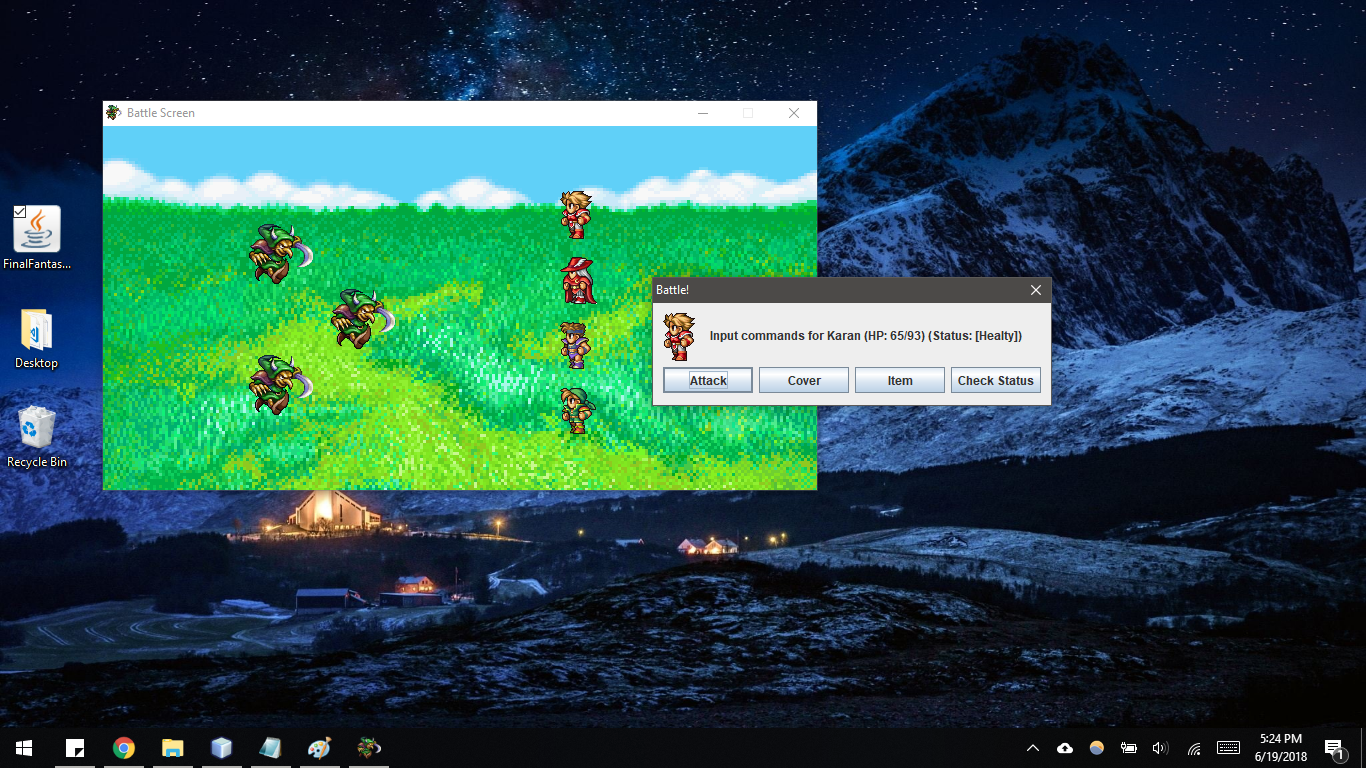 Battle Screen
FinalFantas...
Desktop
Recycle Bin
Battle!
Input commands for Karan (HP: 65/93) (Status: [Healty])
Attack
Cover
Item
Check Status
5:24 PM
6/19/2018
1